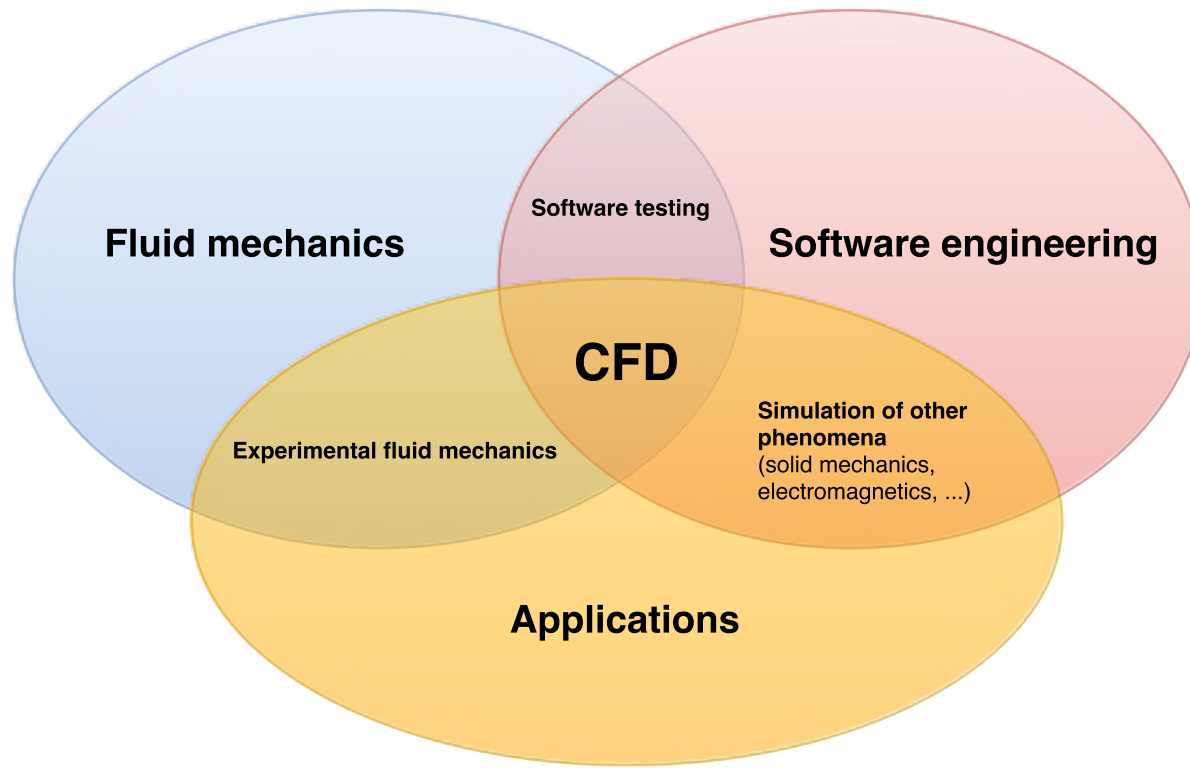 Software testing
Fluid mechanics
Software engineering
CFD
Simulation of other
phenomena
(solid mechanics,
electromagnetics, ...)
Experimental fluid mechanics
Applications